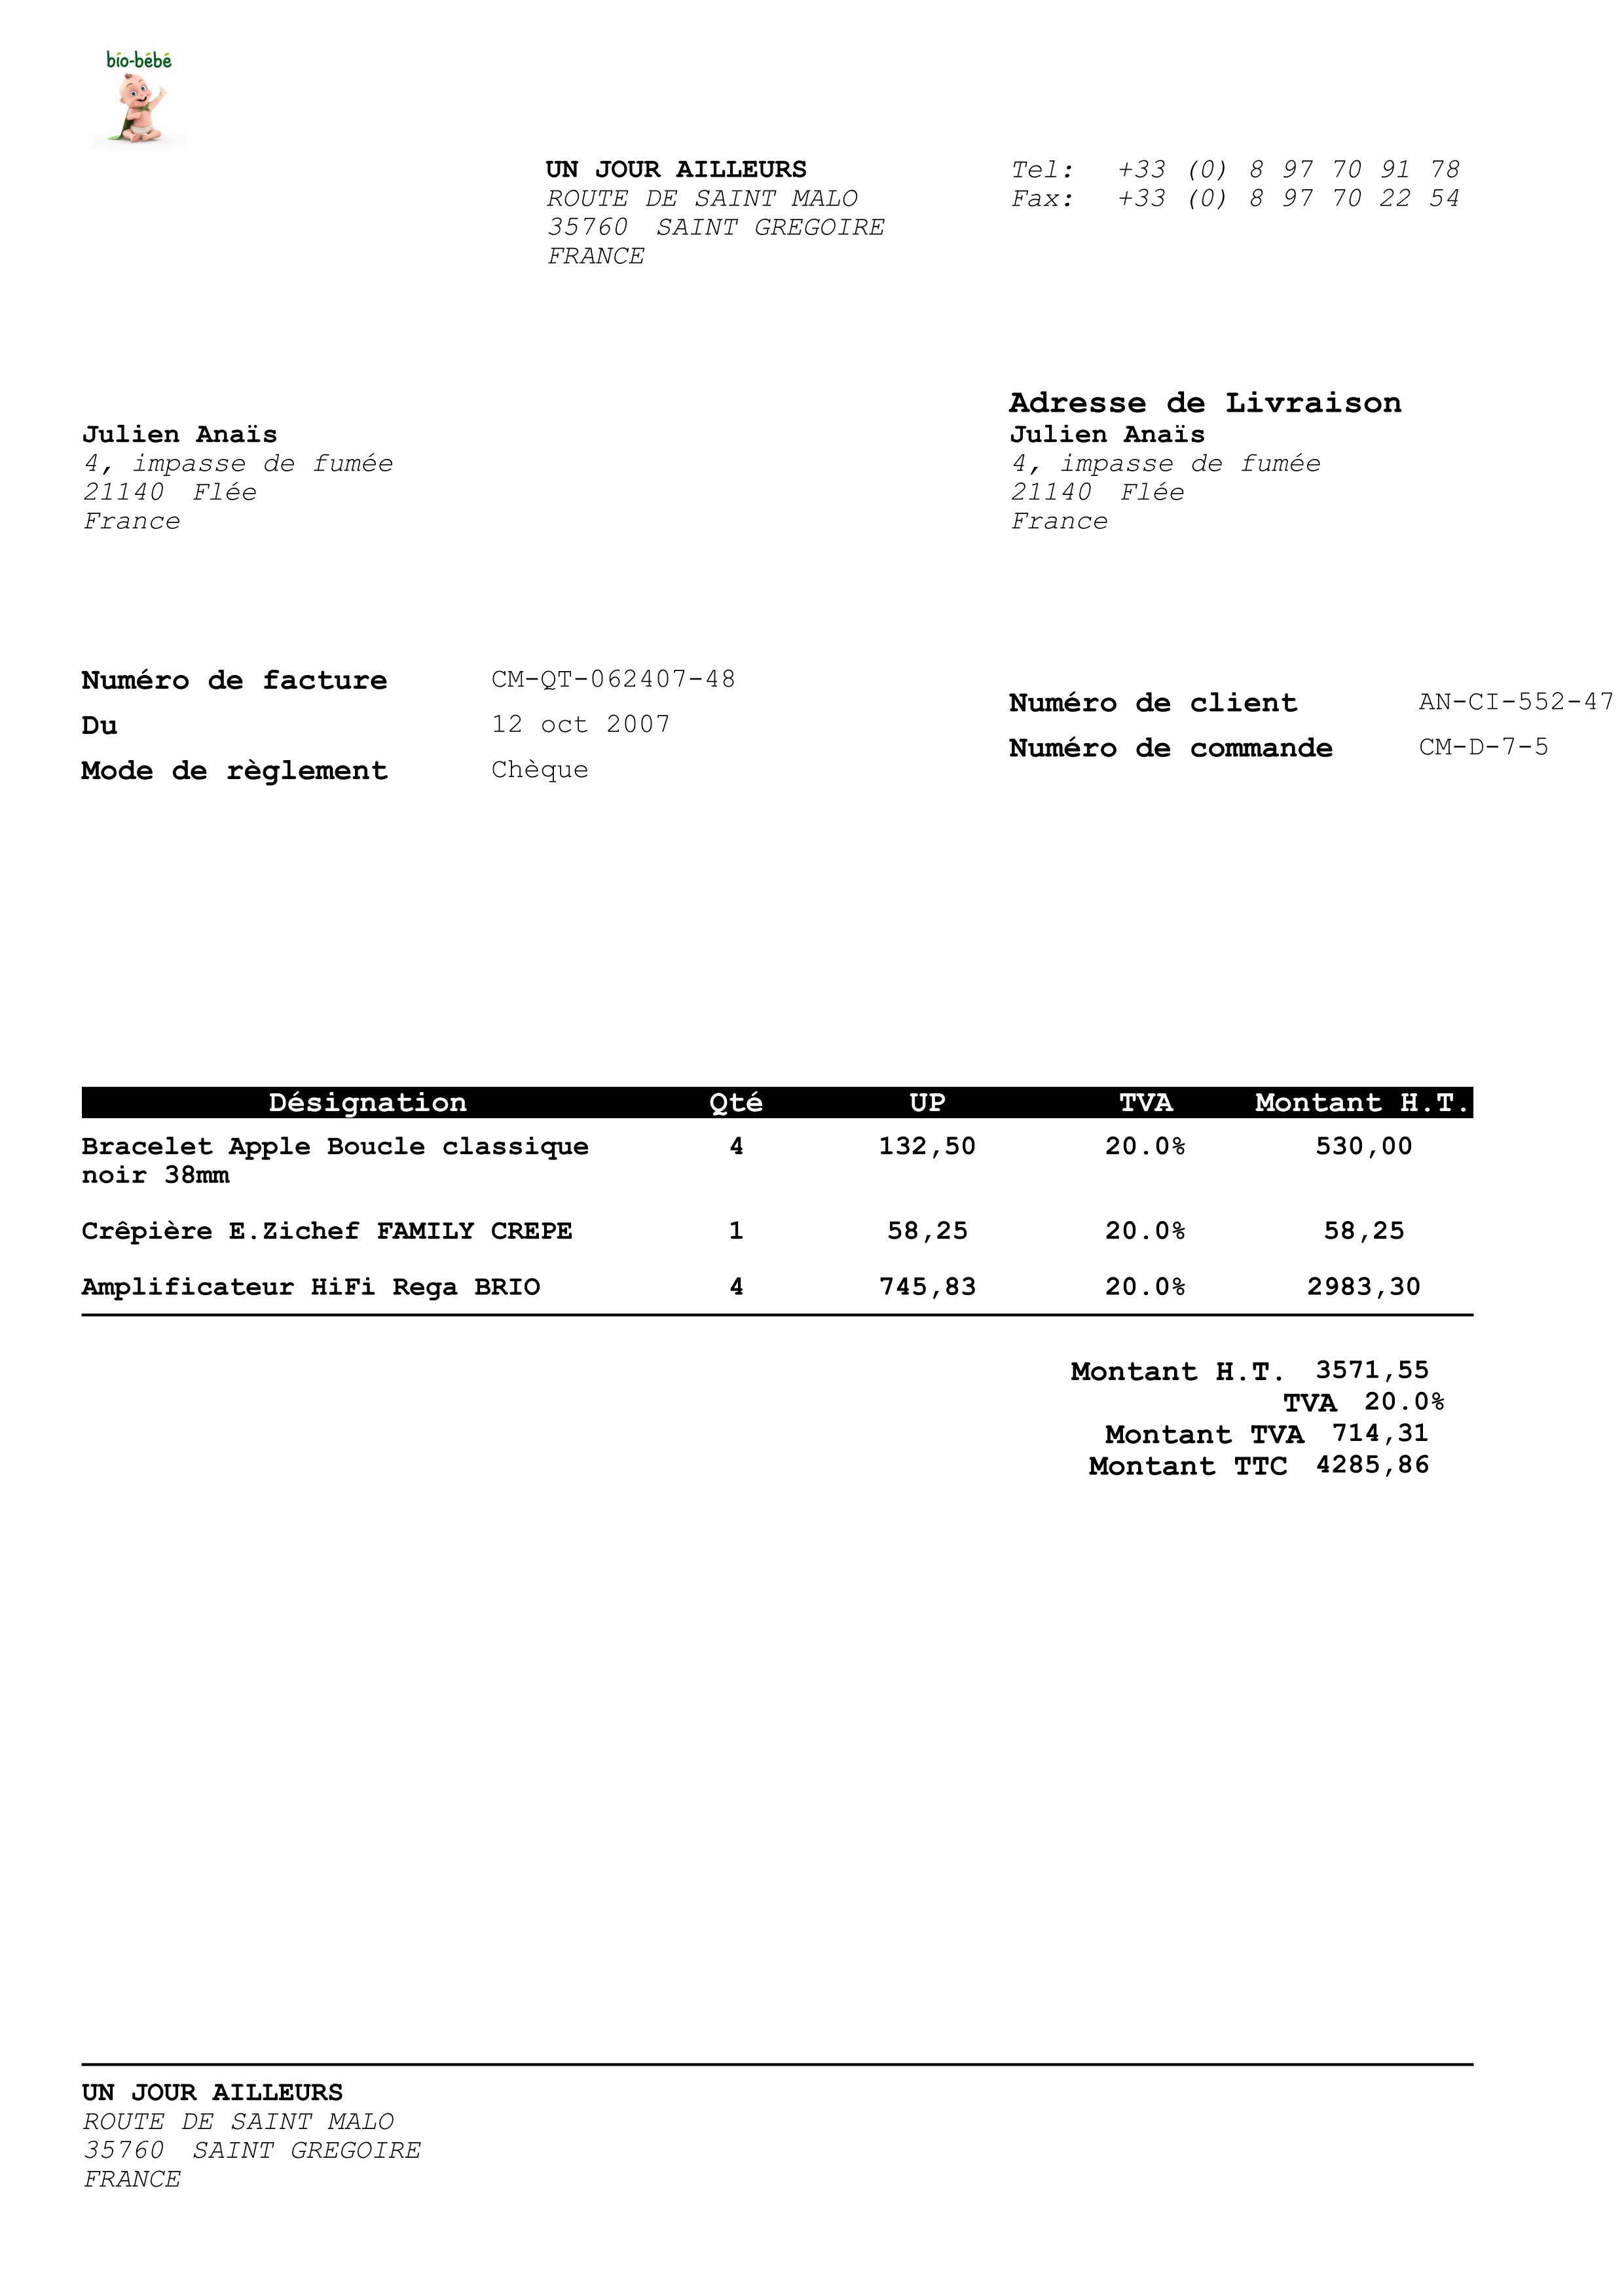 bio-bébé
UN JOUR AILLEURS
ROUTE DE SAINT MALO
35760 SAINT GREGOIRE
FRANCE
Tel: +33 (0) 8 97 70 91 78
Fax: +33 (0) 8 97 70 22 54
Julien Anaïs
4, impasse de fumée
21140 Flée
France
Adresse de Livraison
Julien Anaïs
4, impasse de fumée
21140 Flée
France
Numéro de facture CM-QT-062407-48
Du 12 oct 2007
Mode de règlement Chèque
Numéro de client AN-CI-552-47
Numéro de commande CM-D-7-5
Désignation Qté UP TVA Montant H.T.
Bracelet Apple Boucle classique 4 132,50 20.0% 530,00
noir 38mm
Crêpière E.Zichef FAMILY CREPE 1 58,25 20.0% 58,25
Amplificateur HiFi Rega BRIO 4 745,83 20.0% 2983,30
Montant H.T. 3571,55
TVA 20.0%
Montant TVA 714,31
Montant TTC 4285,86
UN JOUR AILLEURS
ROUTE DE SAINT MALO
35760 SAINT GREGOIRE
FRANCE